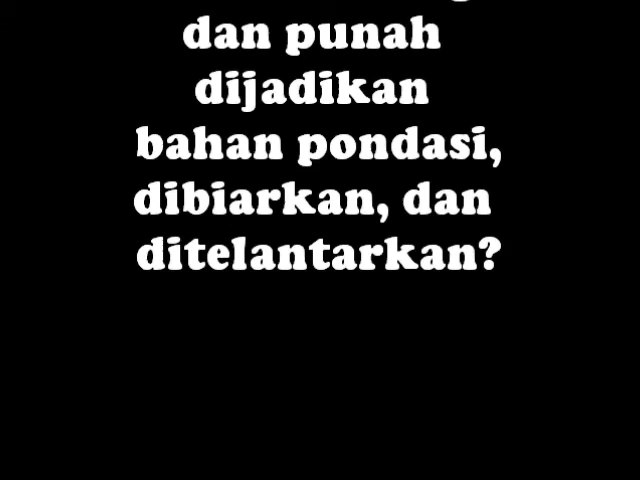 dan punah
dijadikan
bahan pondasi,
dibiarkan, dan
ditelantarkan?